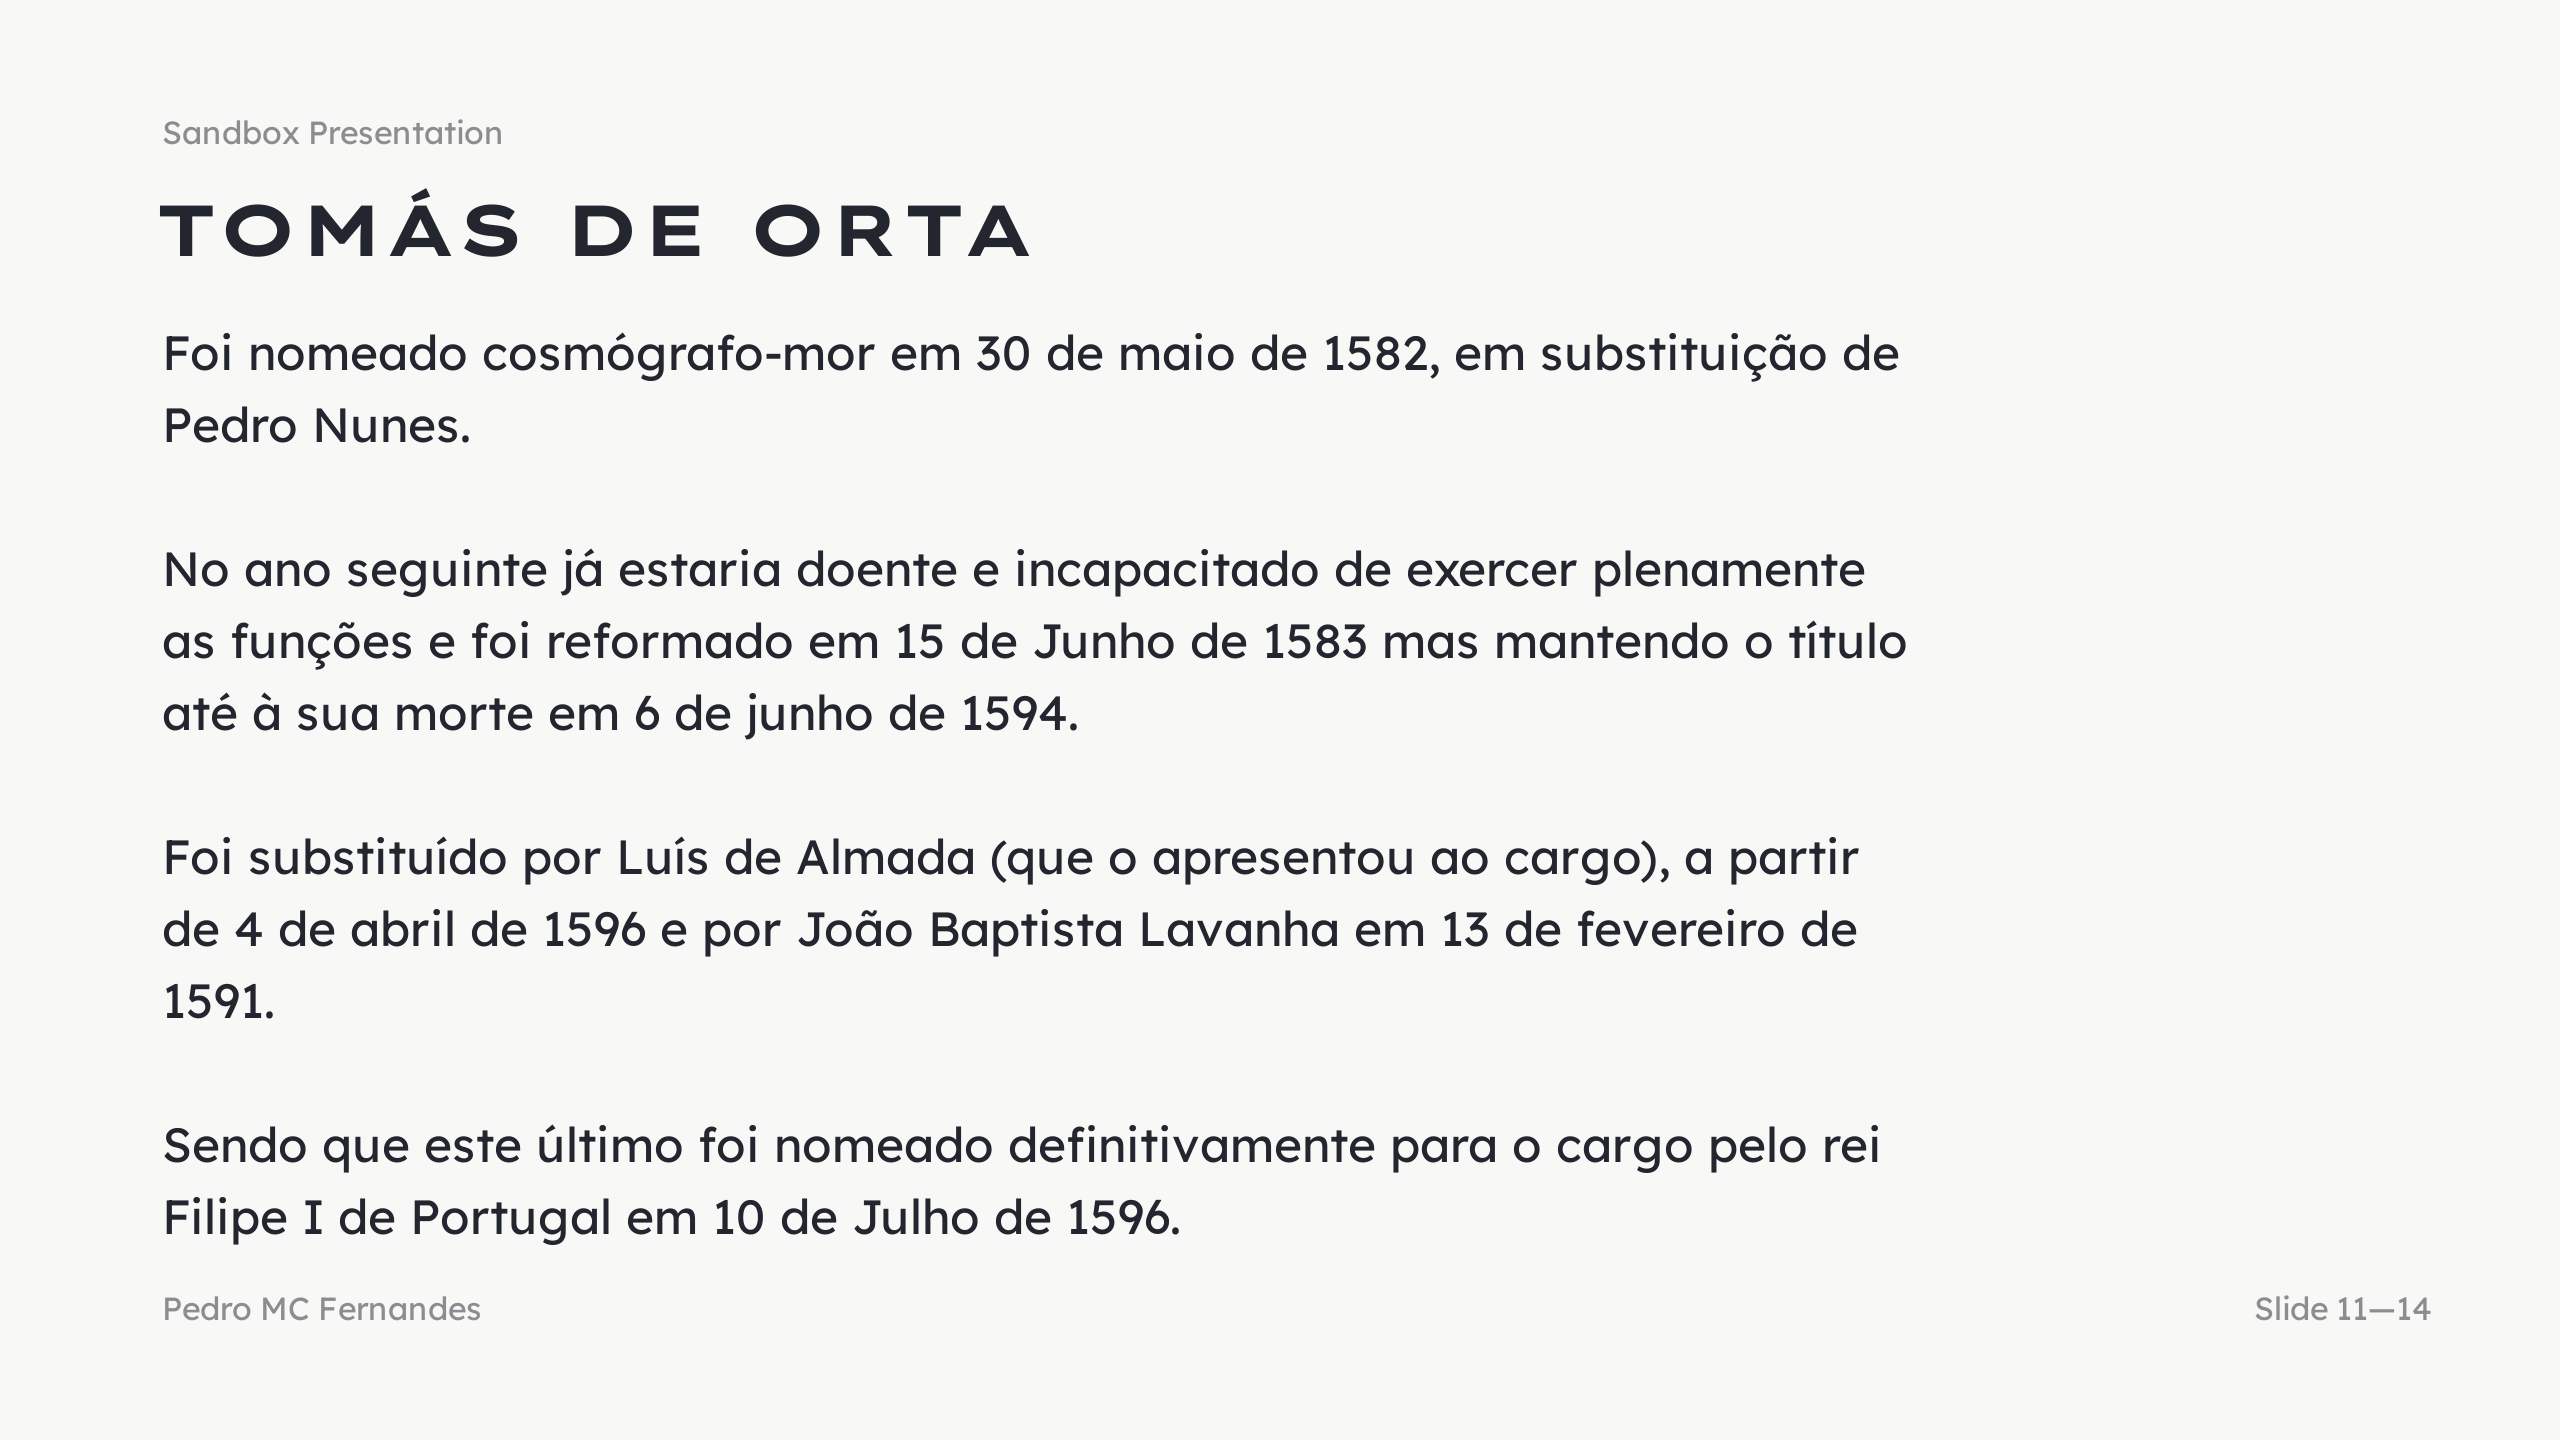 Sandbox Presentation
TOMÁS DE ORTA
Foi nomeado cosmógrafo-mor em 30 de maio de 1582, em substituição de
Pedro Nunes.
No ano seguinte já estaria doente e incapacitado de exercer plenamente
as funções e foi reformado em 15 de Junho de 1583 mas mantendo o título
até à sua morte em 6 de junho de 1594.
Foi substituído por Luís de Almada (que o apresentou ao cargo), a partir
de 4 de abril de 1596 e por João Baptista Lavanha em 13 de fevereiro de
1591.
Sendo que este último foi nomeado definitivamente para o cargo pelo rei
Filipe I de Portugal em 10 de Julho de 1596.
Pedro MC Fernandes
Slide 11—14